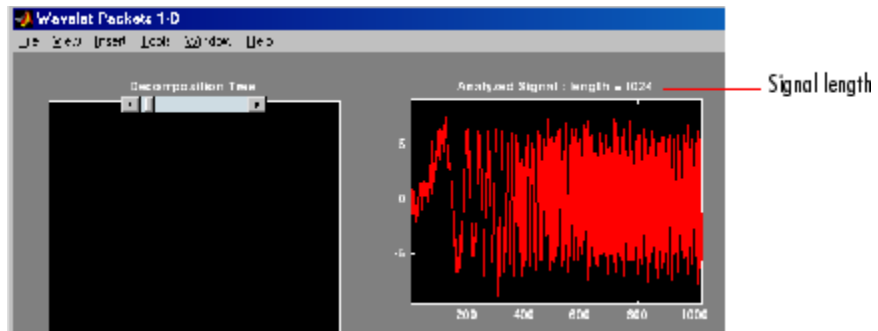 Wavelet Packets 1-D
File View Insert Tools Window Help
Decomposition Tree
Analyzed Signal : length = 1024
Signal length
5
0
-5
200 400 600 800 1000